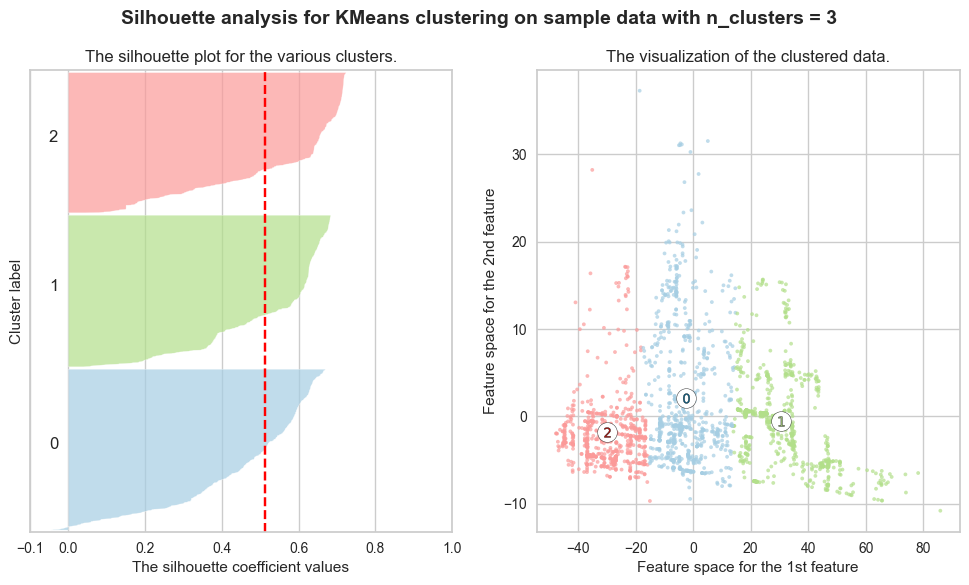 Silhouette analysis for KMeans clustering on sample data with n_clusters = 3
The silhouette plot for the various clusters.
Cluster label
2
1
0
−0.1 0.0 0.2 0.4 0.6 0.8 1.0
The silhouette coefficient values
The visualization of the clustered data.
Feature space for the 2nd feature
30
20
10
0
−10
0
1
2
−40 −20 0 20 40 60 80
Feature space for the 1st feature